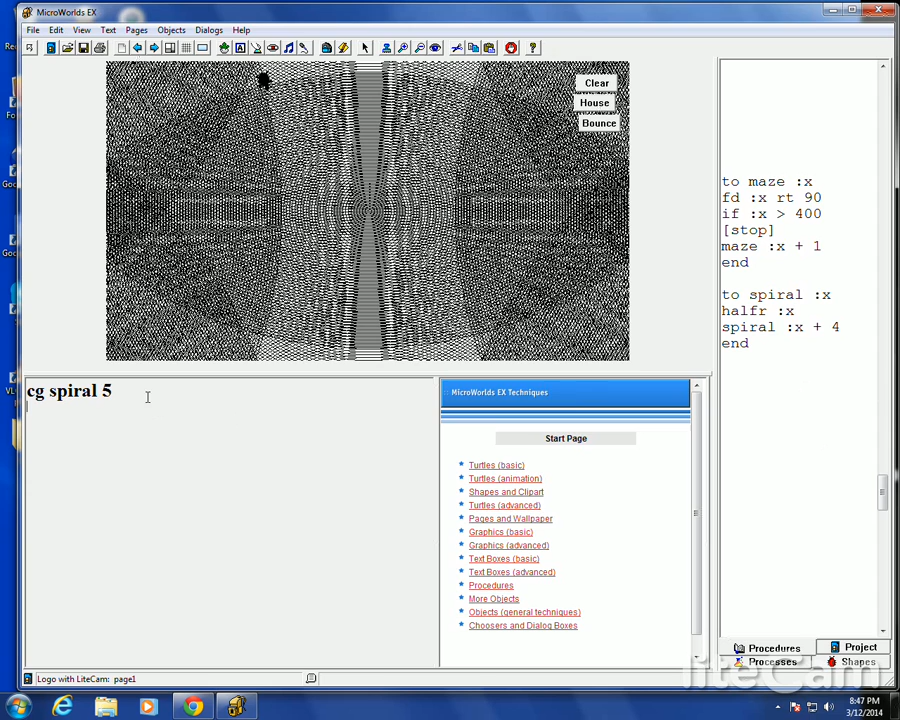 MicroWorlds EX
File Edit View Text Pages Objects Dialogs Help
Clear
House
Bounce
to maze :x
fd :x rt 90
if :x > 400
[stop]
maze :x + 1
end
to spiral :x
halfr :x
spiral :x + 4
end
cg spiral 5
MicroWorlds EX Techniques
Start Page
Turtles (basic)
Turtles (animation)
Shapes and Clipart
Turtles (advanced)
Pages and Wallpaper
Graphics (basic)
Graphics (advanced)
Text Boxes (basic)
Text Boxes (advanced)
Procedures
More Objects
Objects (general techniques)
Choosers and Dialog Boxes
Procedures Project
Processes Shapes
liteCam
Logo with LiteCam: page1
8:47 PM
3/12/2014